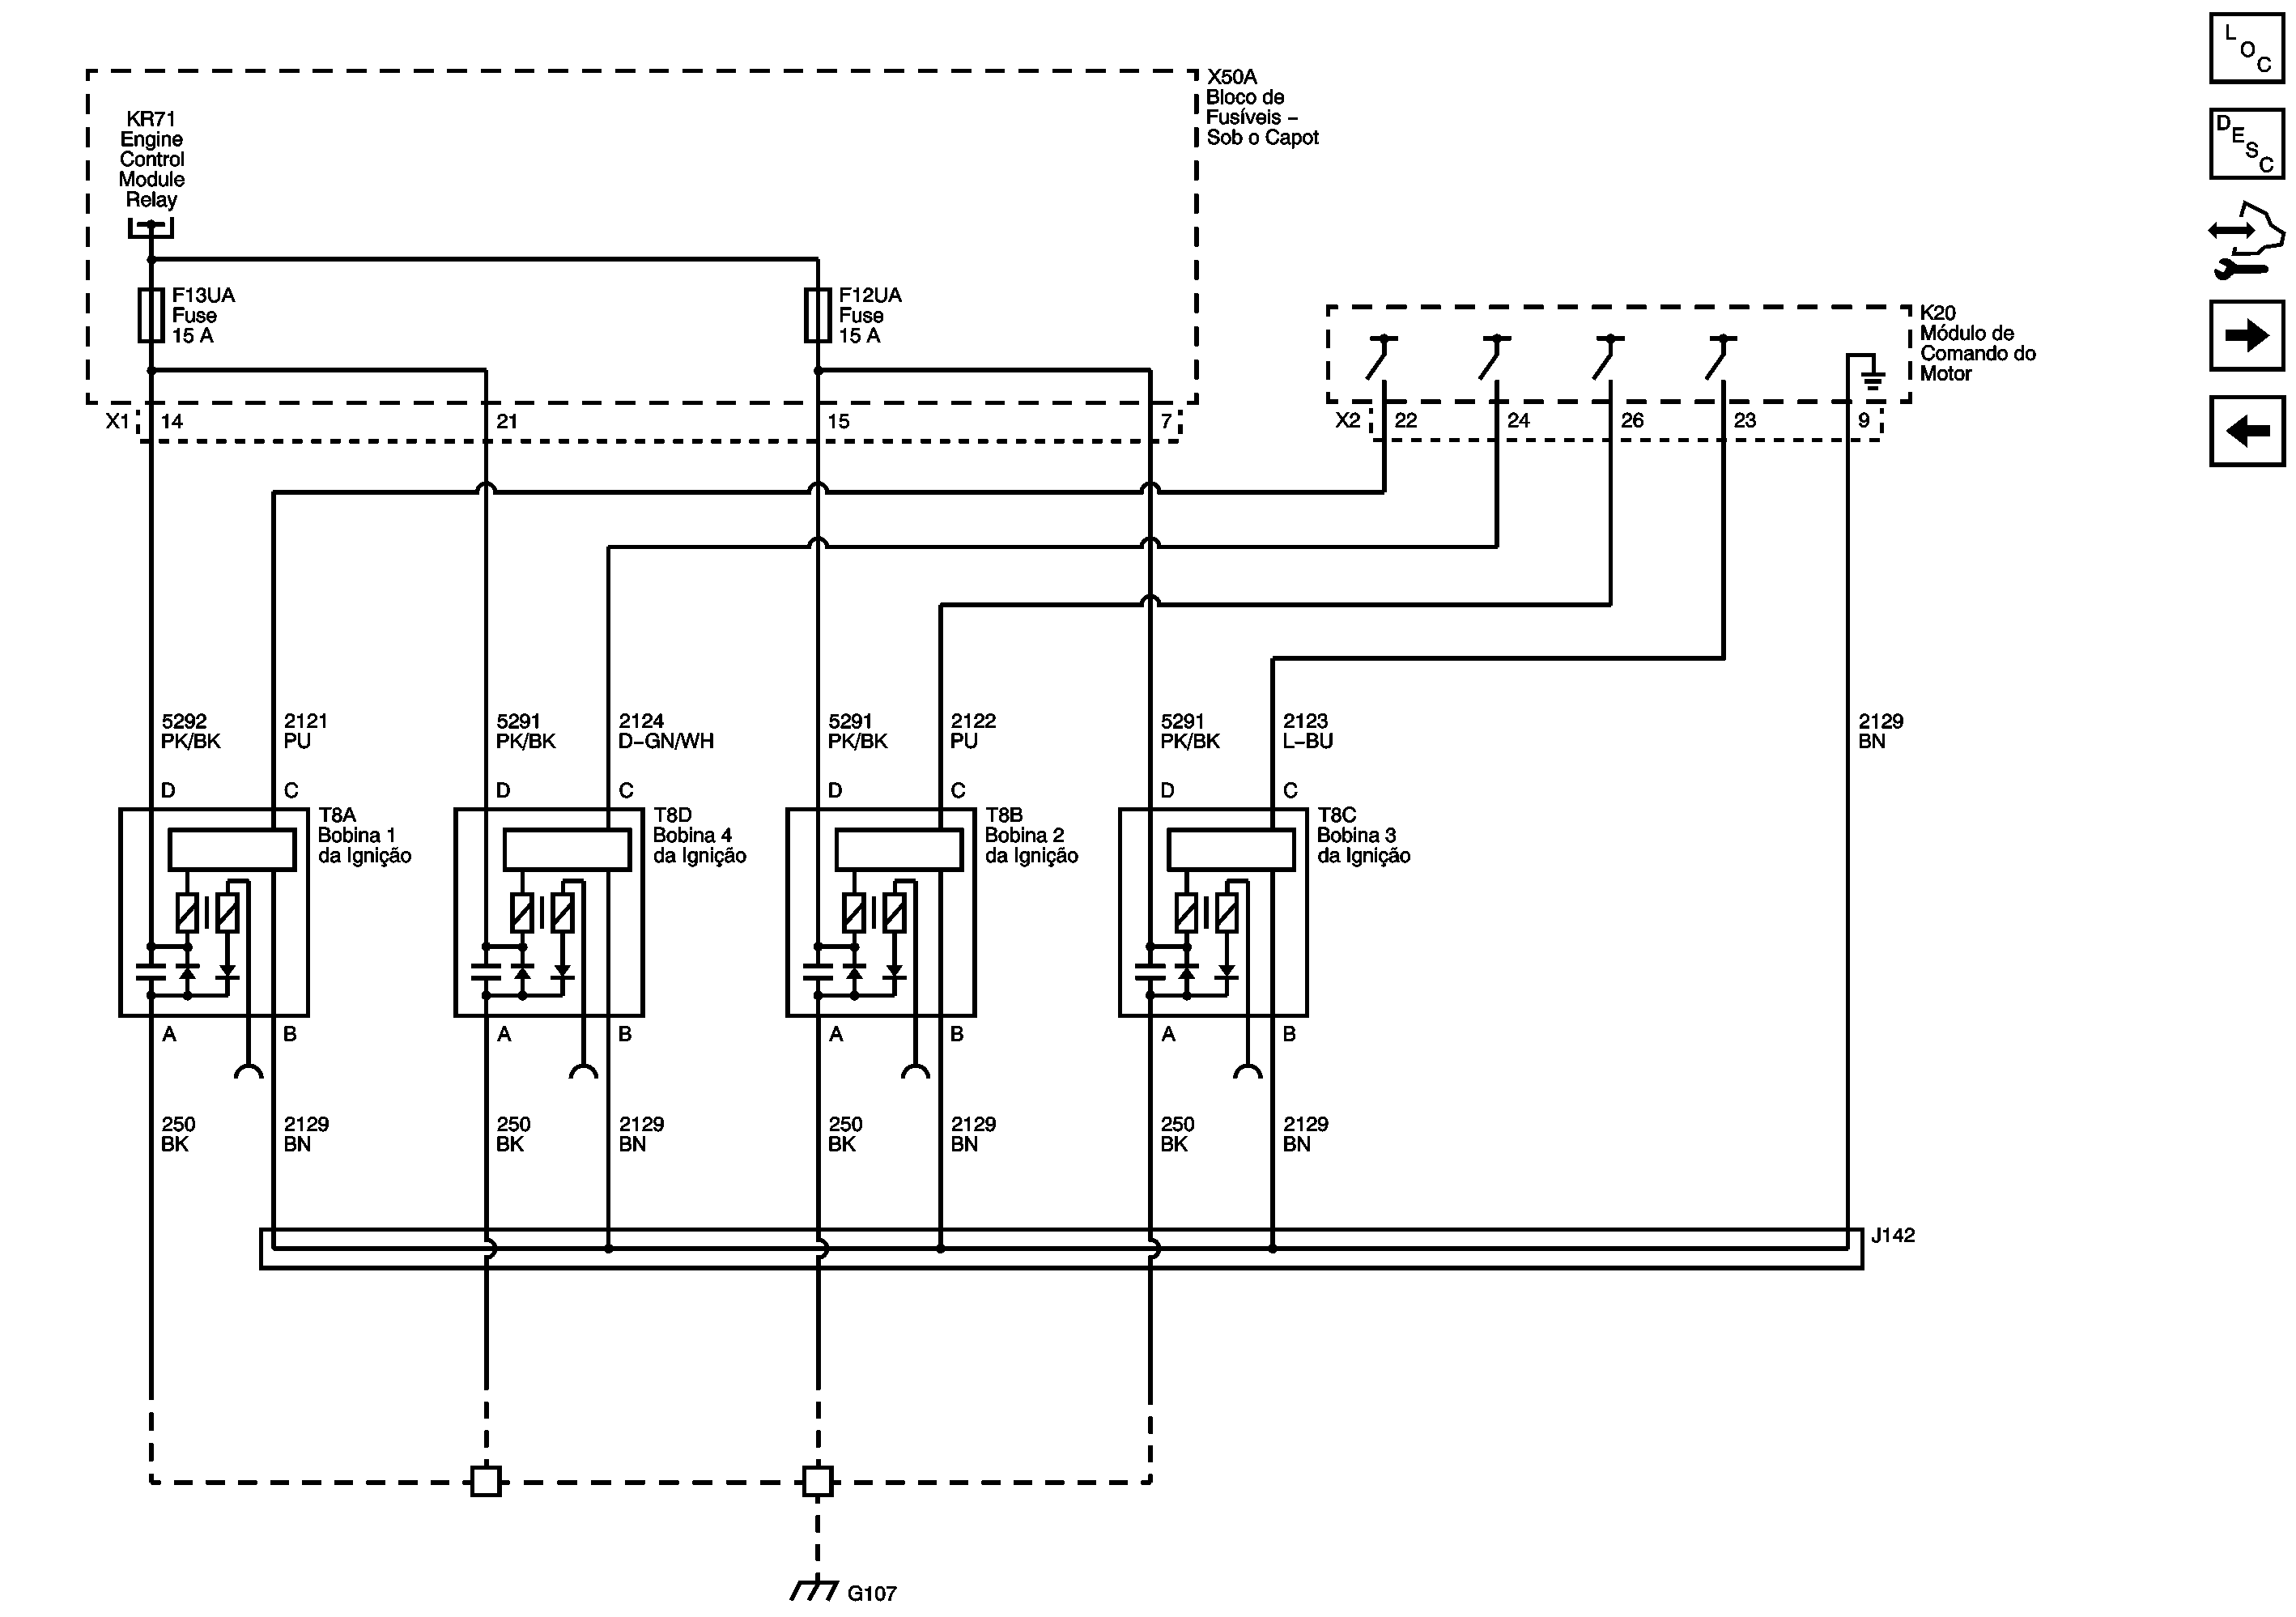 L
O
C
D
E
S
C
X50A
Bloco de
Fusíveis –
Sob o Capot
KR71
Engine
Control
Module
Relay
F13UA
Fuse
15 A
F12UA
Fuse
15 A
K20
Módulo de
Comando do
Motor
X1 14 21 15 7
X2 22 24 26 23 9
5292
PK/BK
2121
PU
5291
PK/BK
2124
D–GN/WH
5291
PK/BK
2122
PU
5291
PK/BK
2123
L–BU
2129
BN
D C D C D C D C
T8A
Bobina 1
da Ignição
T8D
Bobina 4
da Ignição
T8B
Bobina 2
da Ignição
T8C
Bobina 3
da Ignição
A B A B A B A B
250
BK
2129
BN
250
BK
2129
BN
250
BK
2129
BN
250
BK
2129
BN
J142
G107